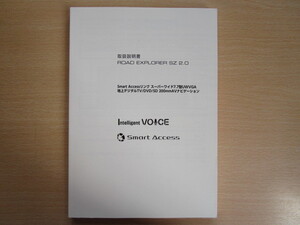 取扱説明書
ROAD EXPLORER SZ 2.0
Smart Accessリンク スーパーワイド7.7型UWVGA
地上デジタルTV/DVD/SD 200mmAVナビゲーション
Intelligent VOICE
Smart Access